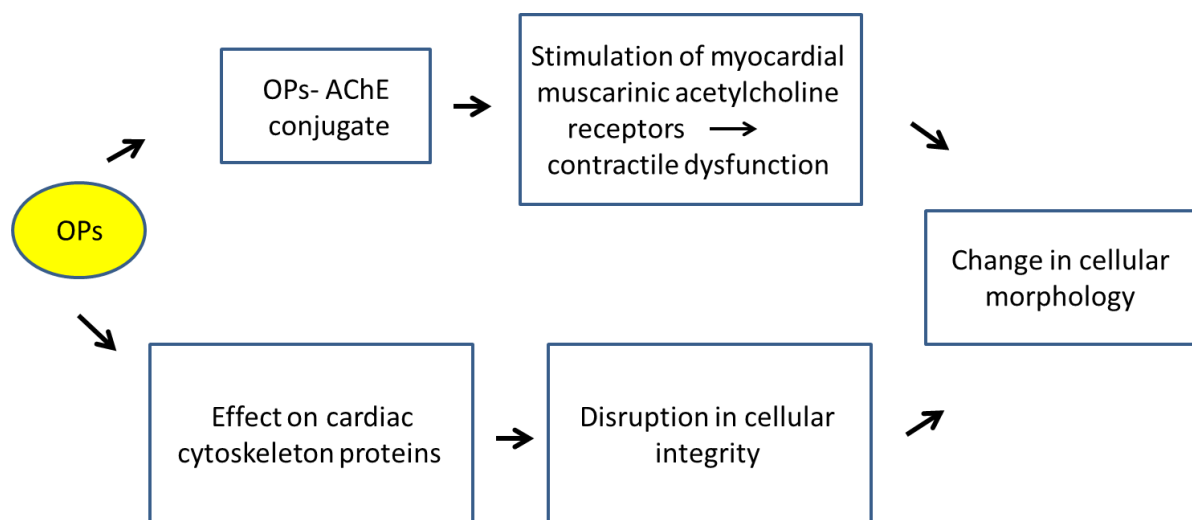 OPs
OPs- AChE
conjugate
Stimulation of myocardial
muscarinic acetylcholine
receptors →
contractile dysfunction
Effect on cardiac
cytoskeleton proteins
Disruption in cellular
integrity
Change in cellular
morphology